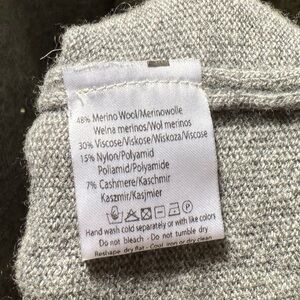 48% Merino Wool/Merinowolle
Wełna merinos/Wol merinos
30% Viscose/Viskose/Wiskoza/Viscose
15% Nylon/Polyamid
Poliamid/Polyamide
7% Cashmere/Kaschmir
Kaszmir/Kasjmier
Hand wash cold separately or with like colors
Do not bleach - Do not tumble dry
Reshape dry flat - Cool iron or dry clean